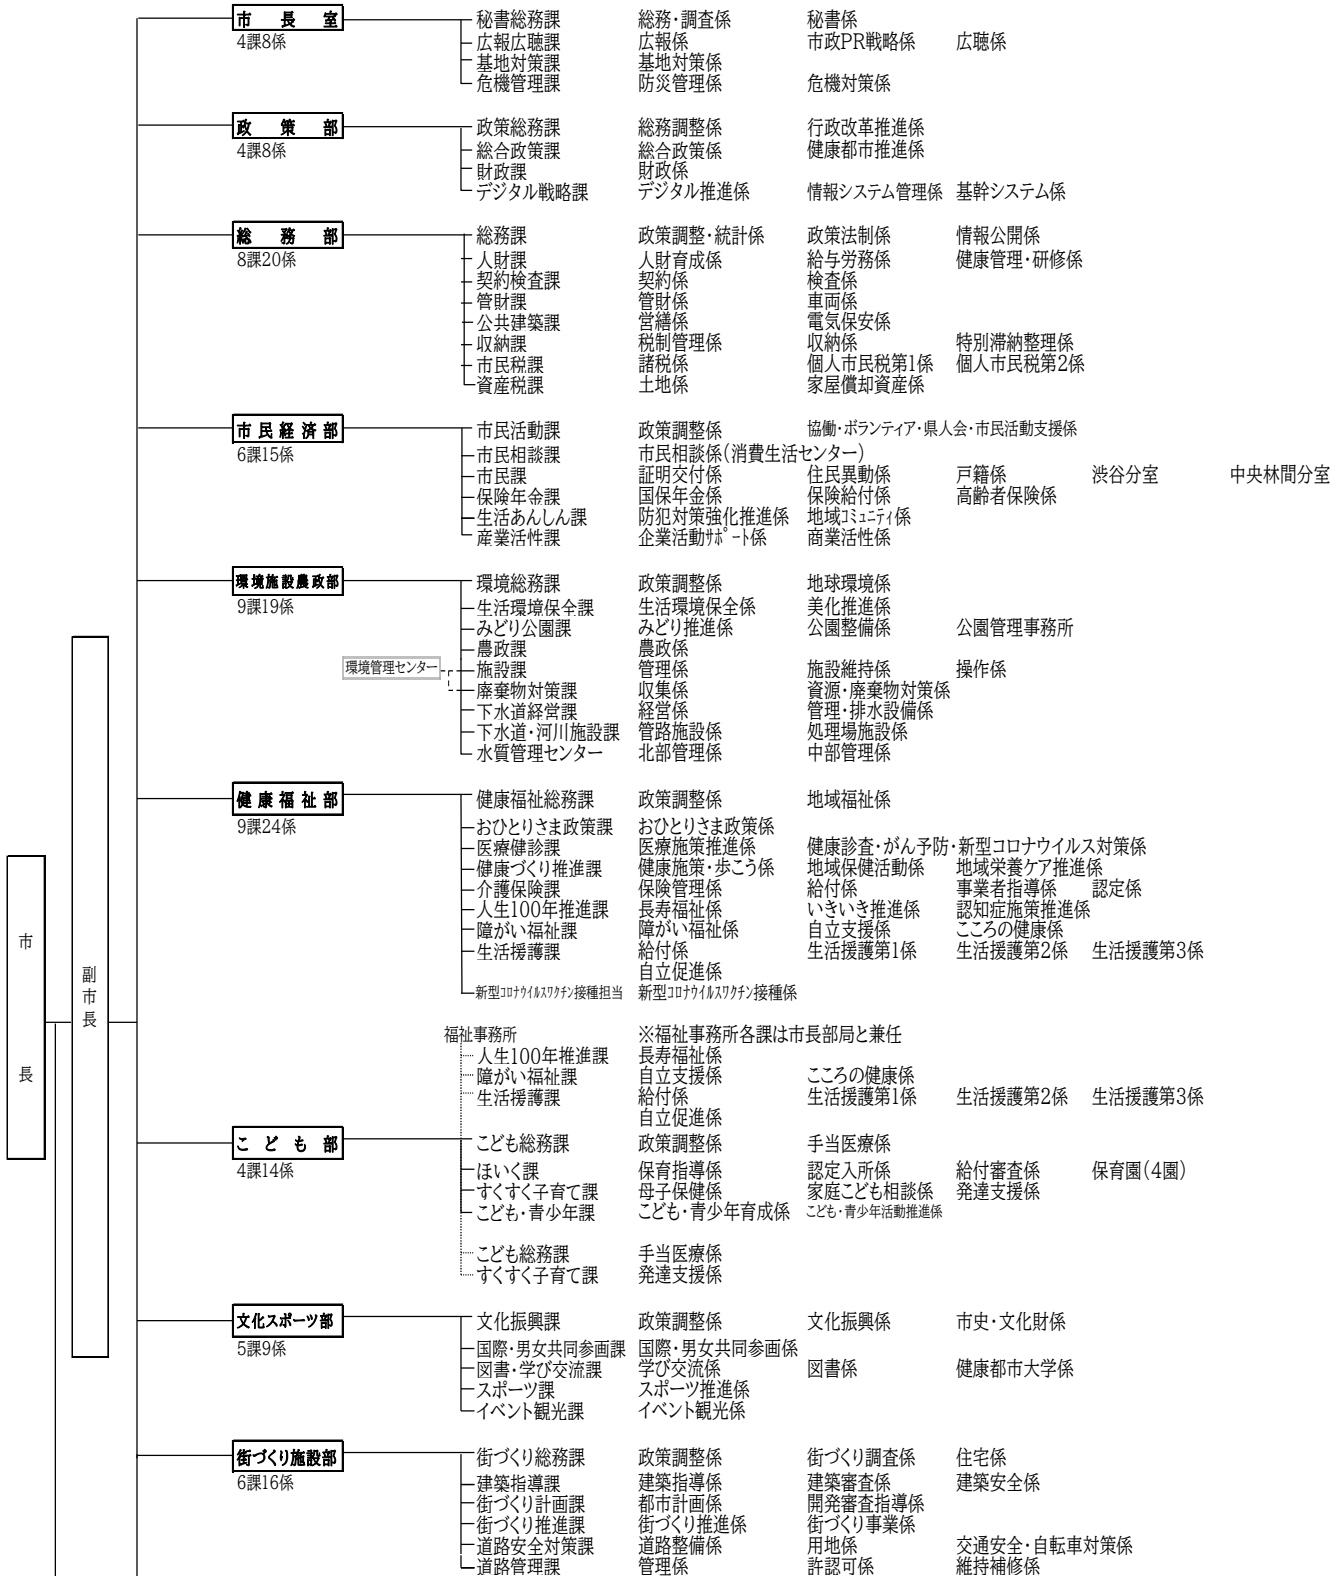 市長室 秘書総務課 総務・調査係 秘書係
4課8係 広報広聴課 広報係 市政PR戦略係 広聴係
基地対策課 基地対策係
危機管理課 防災管理係 危機対策係
政策部 政策総務課 総務調整係 行政改革推進係
4課8係 総合政策課 総合政策係 健康都市推進係
財政課 財政係
デジタル戦略課 デジタル推進係 情報システム管理係 基幹システム係
総務部 総務課 政策調整・統計係 政策法制係 情報公開係
8課20係 人財課 人財育成係 給与労務係 健康管理・研修係
契約検査課 契約係 検査係
管財課 管財係 車両係
公共建築課 営繕係 電気保安係
収納課 税制管理係 収納係 特別滞納整理係
市民税課 諸税係 個人市民税第1係 個人市民税第2係
資産税課 土地係 家屋償却資産係
市民経済部 市民活動課 政策調整係 協働・ボランティア・県人会・市民活動支援係
6課15係 市民相談課 市民相談係(消費生活センター)
市民課 証明交付係 住民異動係 戸籍係 渋谷分室 中央林間分室
保険年金課 国保年金係 保険給付係 高齢者保険係
生活あんしん課 防犯対策強化推進係 地域コミュニティ係
産業活性課 企業活動サポート係 商業活性係
環境施設農政部 環境総務課 政策調整係 地球環境係
9課19係 生活環境保全課 生活環境保全係 美化推進係
みどり公園課 みどり推進係 公園整備係 公園管理事務所
農政課 農政係
環境管理センター 施設課 管理係 施設維持係 操作係
廃棄物対策課 収集係 資源・廃棄物対策係
下水道経営課 経営係 管理・排水設備係
下水道・河川施設課 管路施設係 処理場施設係
水質管理センター 北部管理係 中部管理係
健康福祉部 健康福祉総務課 政策調整係 地域福祉係
9課24係 おひとりさま政策課 おひとりさま政策係
医療健診課 医療施策推進係 健康診査・がん予防・新型コロナウイルス対策係
健康づくり推進課 健康施策・歩こう係 地域保健活動係 地域栄養ケア推進係
介護保険課 保険管理係 給付係 事業者指導係 認定係
人生100年推進課 長寿福祉係 いきいき推進係 認知症施策推進係
障がい福祉課 障がい福祉係 自立支援係 こころの健康係
生活援護課 給付係 生活援護第1係 生活援護第2係 生活援護第3係
自立促進係
新型コロナウイルスワクチン接種担当 新型コロナウイルスワクチン接種係
市長
副市長
福祉事務所 ※福祉事務所各課は市長部局と兼任
人生100年推進課 長寿福祉係
障がい福祉課 自立支援係 こころの健康係
生活援護課 給付係 生活援護第1係 生活援護第2係 生活援護第3係
自立促進係
こども部 こども総務課 政策調整係 手当医療係
4課14係 ほいく課 保育指導係 認定入所係 給付審査係 保育園(4園)
すくすく子育て課 母子保健係 家庭こども相談係 発達支援係
こども・青少年課 こども・青少年育成係 こども・青少年活動推進係
こども総務課 手当医療係
すくすく子育て課 発達支援係
文化スポーツ部 文化振興課 政策調整係 文化振興係 市史・文化財係
5課9係 国際・男女共同参画課 国際・男女共同参画係
図書・学び交流課 学び交流係 図書係 健康都市大学係
スポーツ課 スポーツ推進係
イベント観光課 イベント観光係
街づくり施設部 街づくり総務課 政策調整係 街づくり調査係 住宅係
6課16係 建築指導課 建築指導係 建築審査係 建築安全係
街づくり計画課 都市計画係 開発審査指導係
街づくり推進課 街づくり推進係 街づくり事業係
道路安全対策課 道路整備係 用地係 交通安全・自転車対策係
道路管理課 管理係 許認可係 維持補修係